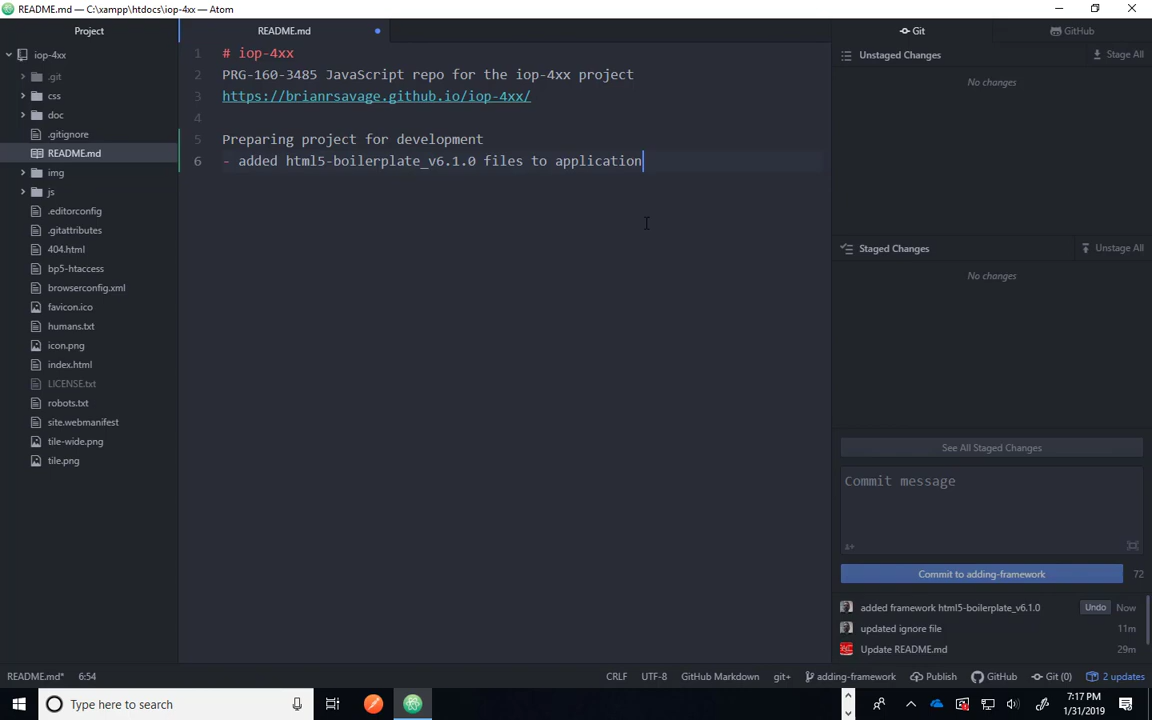 README.md — C:\xampp\htdocs\iop-4xx — Atom
Project
README.md
Git
GitHub
iop-4xx
.git
css
doc
.gitignore
README.md
img
js
.editorconfig
.gitattributes
404.html
bp5-htaccess
browserconfig.xml
favicon.ico
humans.txt
icon.png
index.html
LICENSE.txt
robots.txt
site.webmanifest
tile-wide.png
tile.png
1 # iop-4xx
2 PRG-160-3485 JavaScript repo for the iop-4xx project
3 https://brianrsavage.github.io/iop-4xx/
4
5 Preparing project for development
6 - added html5-boilerplate_v6.1.0 files to application
Unstaged Changes
Stage All
No changes
Staged Changes
Unstage All
No changes
See All Staged Changes
Commit message
Commit to adding-framework
72
added framework html5-boilerplate_v6.1.0 Undo Now
updated ignore file 11m
Update README.md 29m
README.md* 6:54
CRLF UTF-8 GitHub Markdown git+ adding-framework Publish GitHub Git (0) 2 updates
Type here to search
7:17 PM
1/31/2019